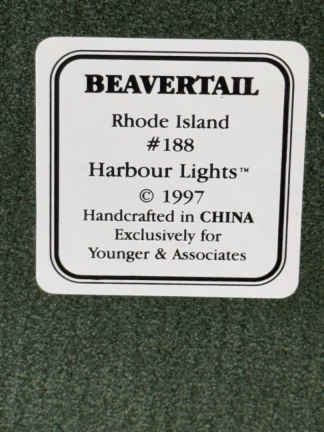 BEAVERTAIL
Rhode Island
#188
Harbour Lights™
© 1997
Handcrafted in CHINA
Exclusively for
Younger & Associates